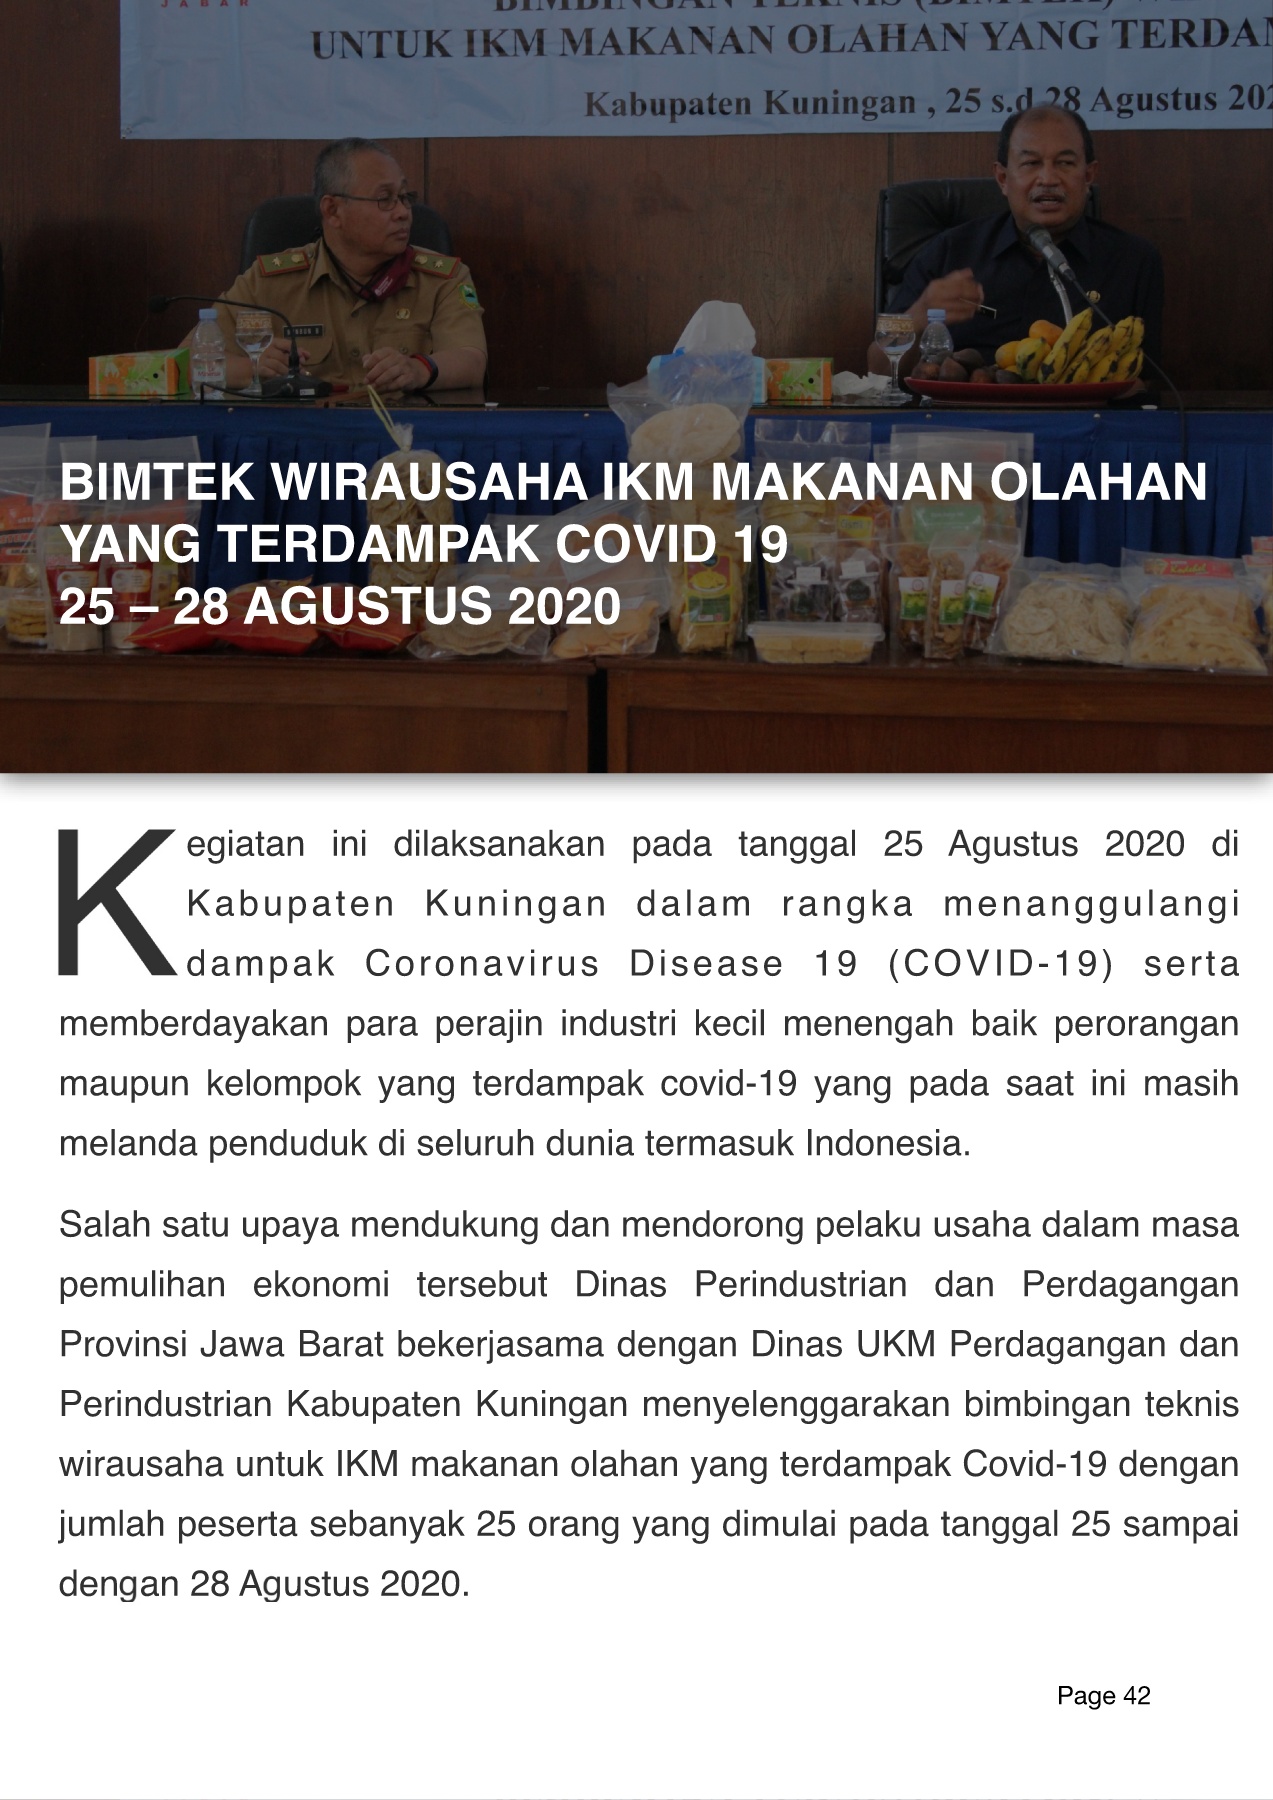 JABAR
BIMBINGAN TEKNIS (BIMTEK)
UNTUK IKM MAKANAN OLAHAN YANG
Kabupaten Kuningan , 25 s.d 28 Agustus
BIMTEK WIRAUSAHA IKM MAKANAN OLAHAN
YANG TERDAMPAK COVID 19
25 – 28 AGUSTUS 2020
Kegiatan ini dilaksanakan pada tanggal 25 Agustus 2020 di
Kabupaten Kuningan dalam rangka menanggulangi
dampak Coronavirus Disease 19 (COVID-19) serta
memberdayakan para perajin industri kecil menengah baik perorangan
maupun kelompok yang terdampak covid-19 yang pada saat ini masih
melanda penduduk di seluruh dunia termasuk Indonesia.
Salah satu upaya mendukung dan mendorong pelaku usaha dalam masa
pemulihan ekonomi tersebut Dinas Perindustrian dan Perdagangan
Provinsi Jawa Barat bekerjasama dengan Dinas UKM Perdagangan dan
Perindustrian Kabupaten Kuningan menyelenggarakan bimbingan teknis
wirausaha untuk IKM makanan olahan yang terdampak Covid-19 dengan
jumlah peserta sebanyak 25 orang yang dimulai pada tanggal 25 sampai
dengan 28 Agustus 2020.
Page 42